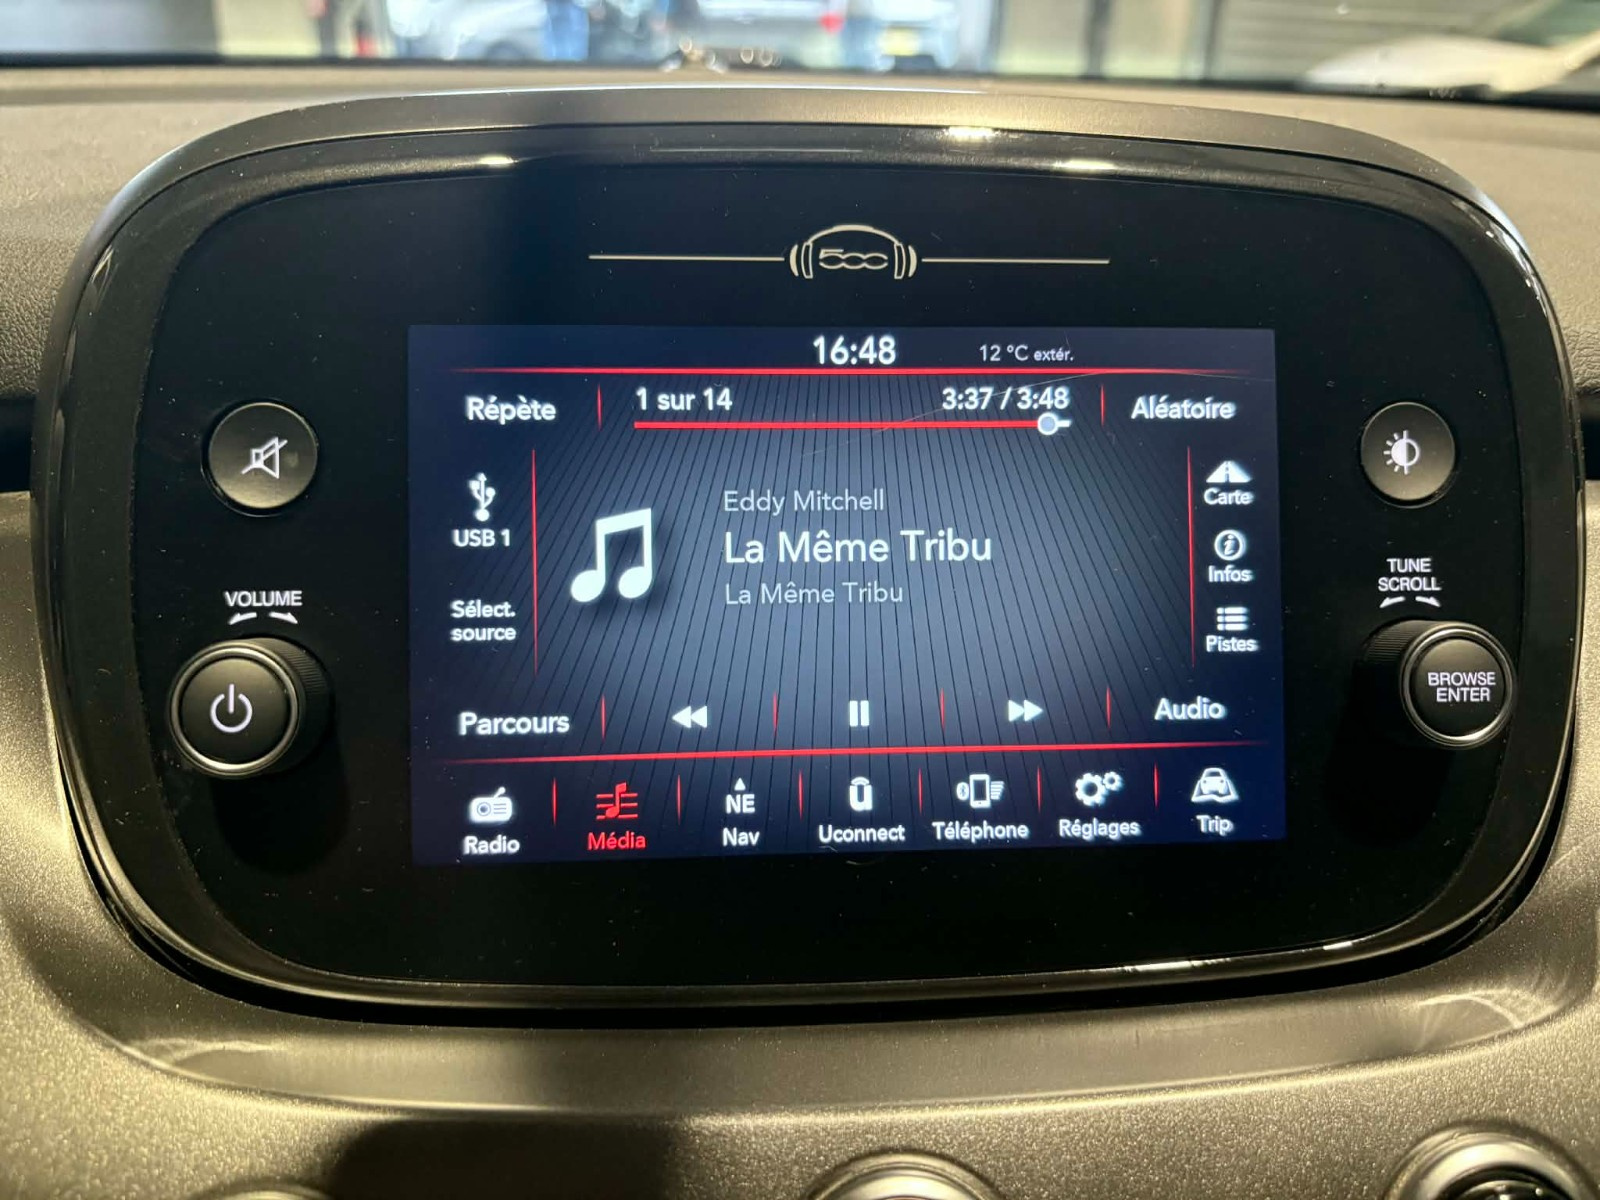 500
16:48
12 °C extér.
Répète
1 sur 14
3:37 / 3:48
Aléatoire
USB 1
Sélect.
source
Eddy Mitchell
La Même Tribu
La Même Tribu
Carte
Infos
Pistes
Parcours
Audio
Radio
Média
NE
Nav
Uconnect
Téléphone
Réglages
Trip
VOLUME
TUNE
SCROLL
BROWSE
ENTER